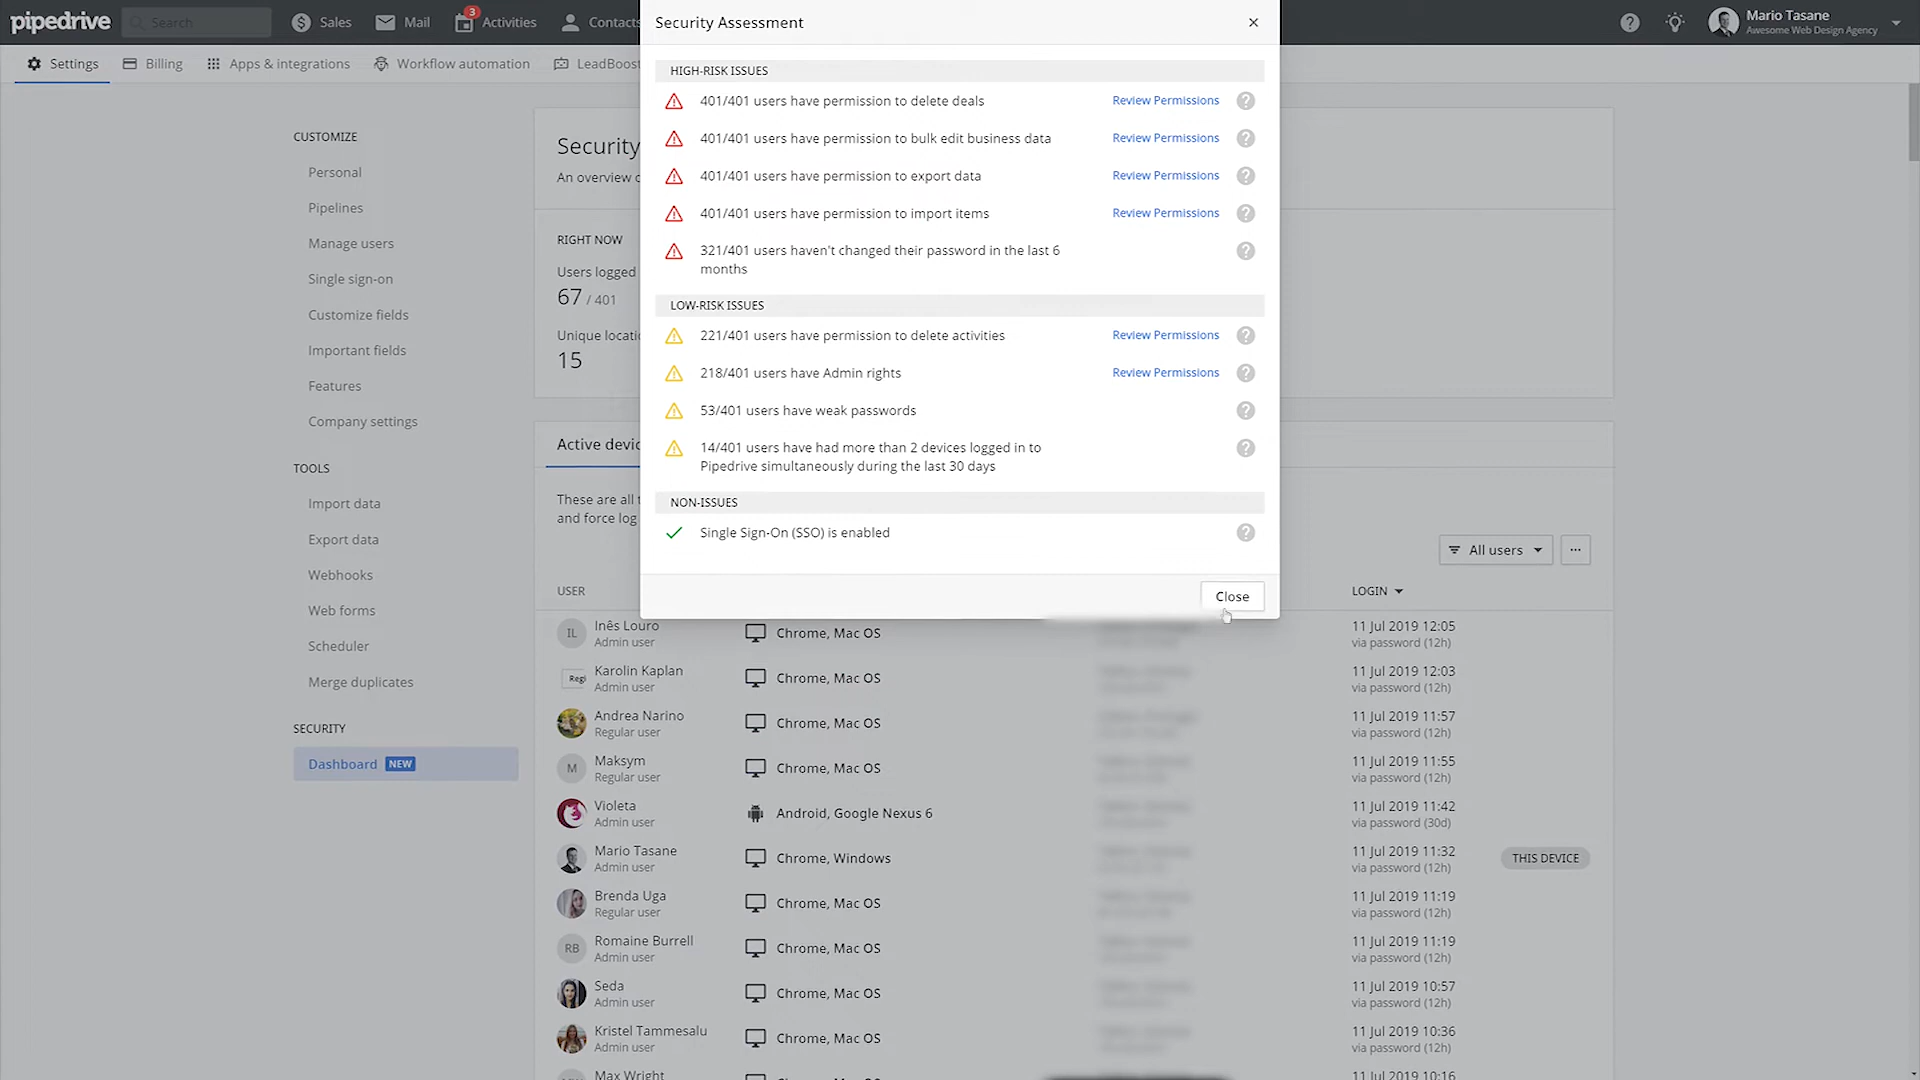 pipedrive
Search
Sales
Mail
3
Activities
Contacts
Mario Tasane
Awesome Web Design Agency
Settings
Billing
Apps & integrations
Workflow automation
LeadBoost
CUSTOMIZE
Personal
Pipelines
Manage users
Single sign-on
Customize fields
Important fields
Features
Company settings
TOOLS
Import data
Export data
Webhooks
Web forms
Scheduler
Merge duplicates
SECURITY
Dashboard NEW
Security
An overview
RIGHT NOW
Users logged
67 / 401
Unique locatio
15
Active devic
These are all
and force log
Security Assessment
×
HIGH-RISK ISSUES
401/401 users have permission to delete deals Review Permissions ?
401/401 users have permission to bulk edit business data Review Permissions ?
401/401 users have permission to export data Review Permissions ?
401/401 users have permission to import items Review Permissions ?
321/401 users haven't changed their password in the last 6 ?
months
LOW-RISK ISSUES
221/401 users have permission to delete activities Review Permissions ?
218/401 users have Admin rights Review Permissions ?
53/401 users have weak passwords ?
14/401 users have had more than 2 devices logged in to ?
Pipedrive simultaneously during the last 30 days
NON-ISSUES
Single Sign-On (SSO) is enabled ?
Close
All users
...
USER
LOGIN
IL Inês Louro Chrome, Mac OS 11 Jul 2019 12:05
Admin user via password (12h)
Regi Karolin Kaplan Chrome, Mac OS 11 Jul 2019 12:03
Admin user via password (12h)
Andrea Narino Chrome, Mac OS 11 Jul 2019 11:57
Regular user via password (12h)
M Maksym Chrome, Mac OS 11 Jul 2019 11:55
Regular user via password (12h)
Violeta Android, Google Nexus 6 11 Jul 2019 11:42
Admin user via password (30d)
Mario Tasane Chrome, Windows 11 Jul 2019 11:32 THIS DEVICE
Admin user via password (12h)
Brenda Uga Chrome, Mac OS 11 Jul 2019 11:19
Regular user via password (12h)
RB Romaine Burrell Chrome, Mac OS 11 Jul 2019 11:19
Admin user via password (12h)
Seda Chrome, Mac OS 11 Jul 2019 10:57
Admin user via password (12h)
Kristel Tammesalu Chrome, Mac OS 11 Jul 2019 10:36
Admin user via password (12h)
Max Wright 11 Jul 2019 10:16